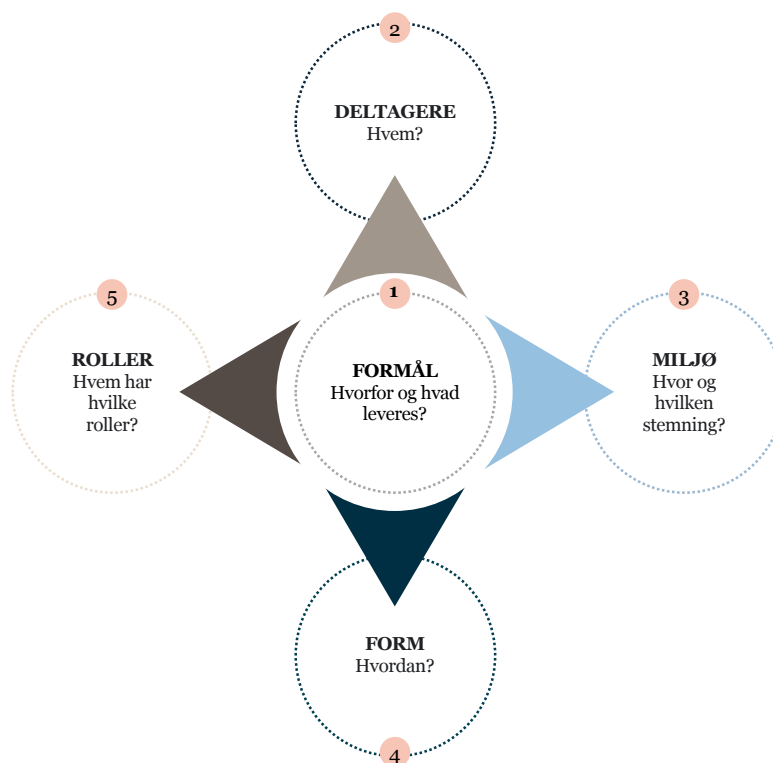 2
DELTAGERE
Hvem?
1
FORMÅL
Hvorfor og hvad
leveres?
3
MILJØ
Hvor og
hvilken
stemning?
FORM
Hvordan?
4
5
ROLLER
Hvem har
hvilke
roller?